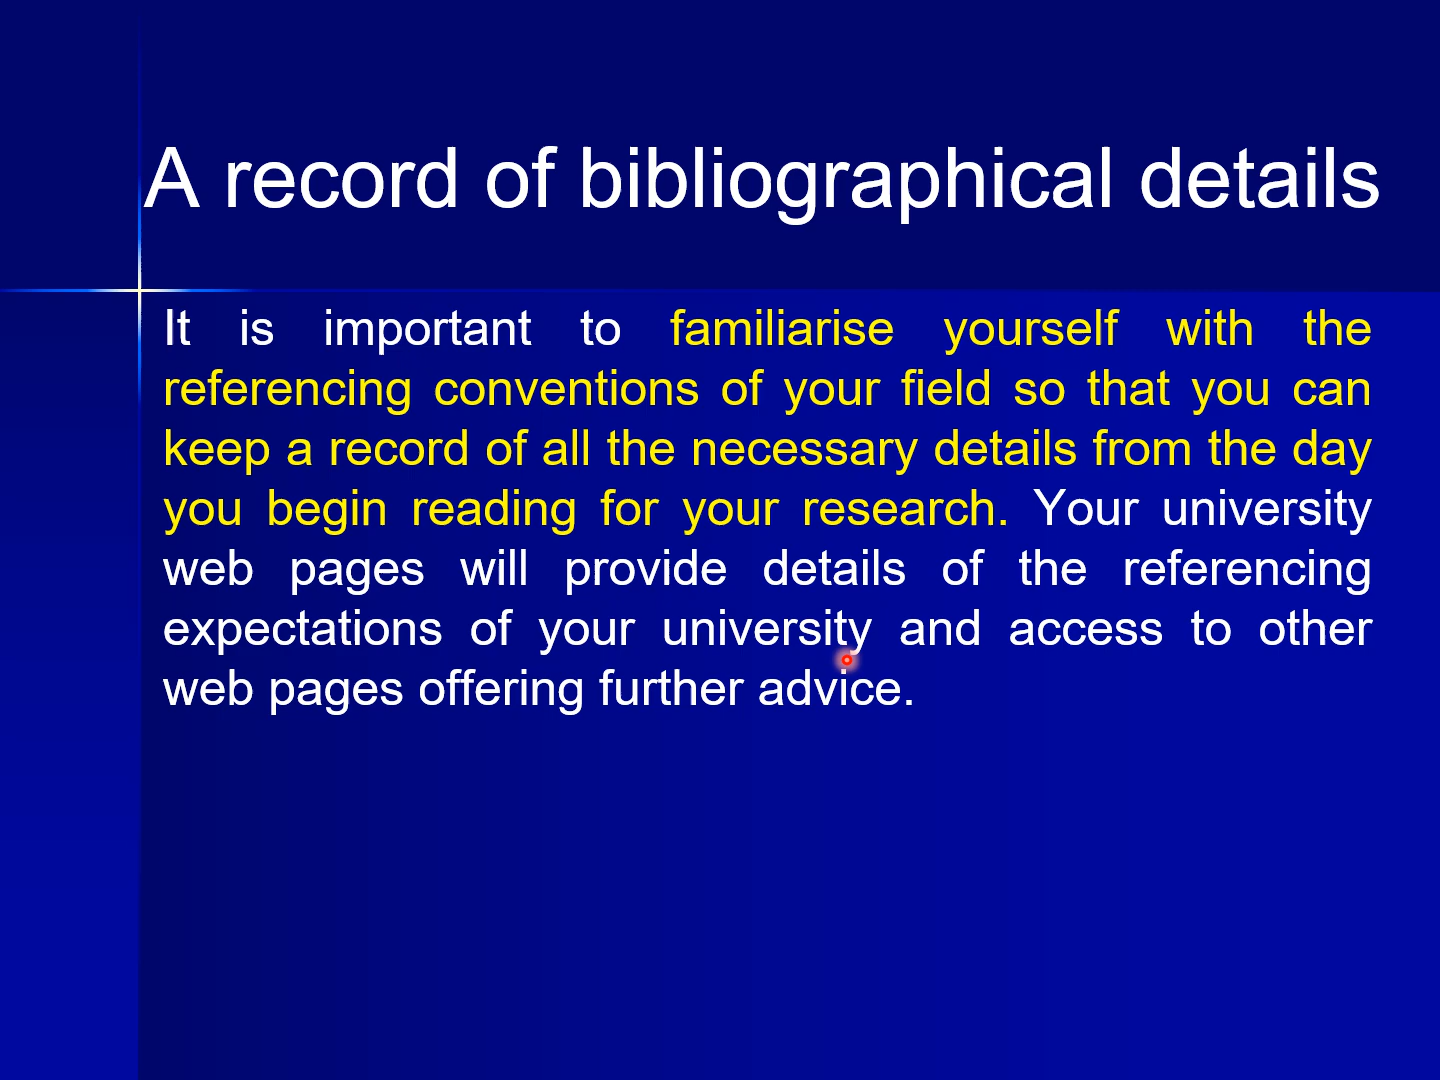 A record of bibliographical details
It is important to familiarise yourself with the
referencing conventions of your field so that you can
keep a record of all the necessary details from the day
you begin reading for your research. Your university
web pages will provide details of the referencing
expectations of your university and access to other
web pages offering further advice.